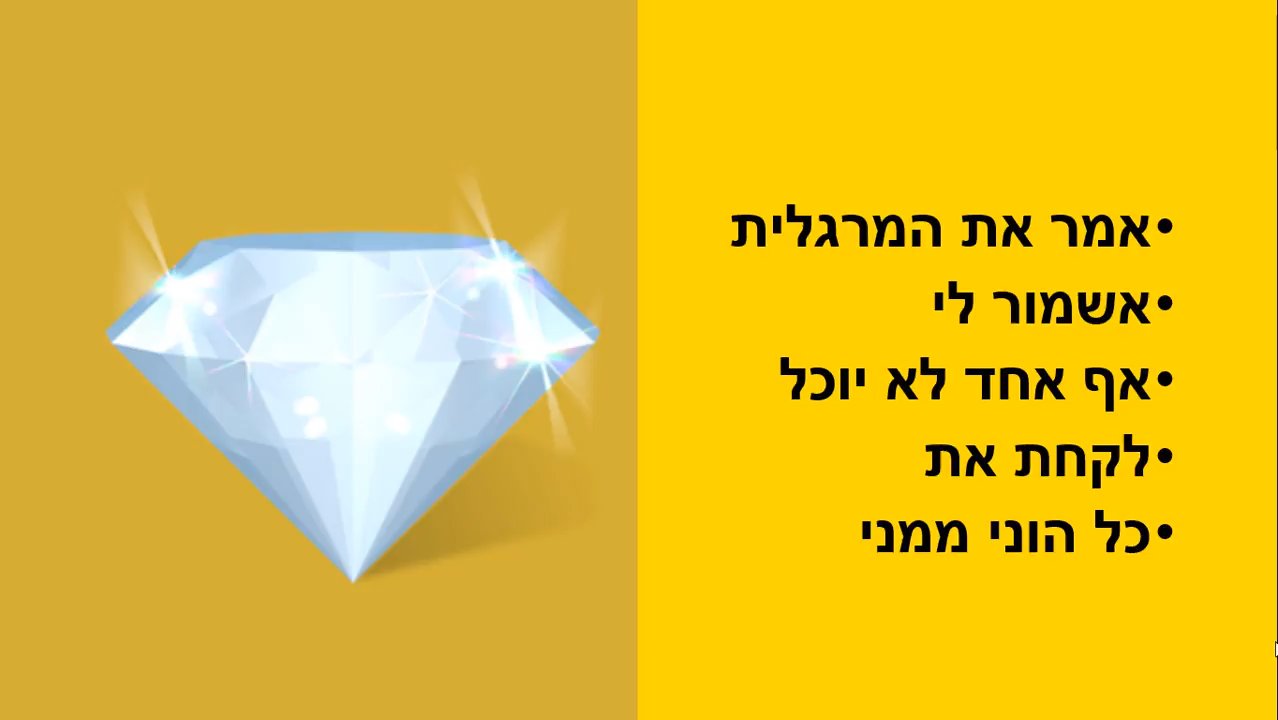 •אמר את המרגלית
•אשמור לי
•אף אחד לא יוכל
•לקחת את
•כל הוני ממני